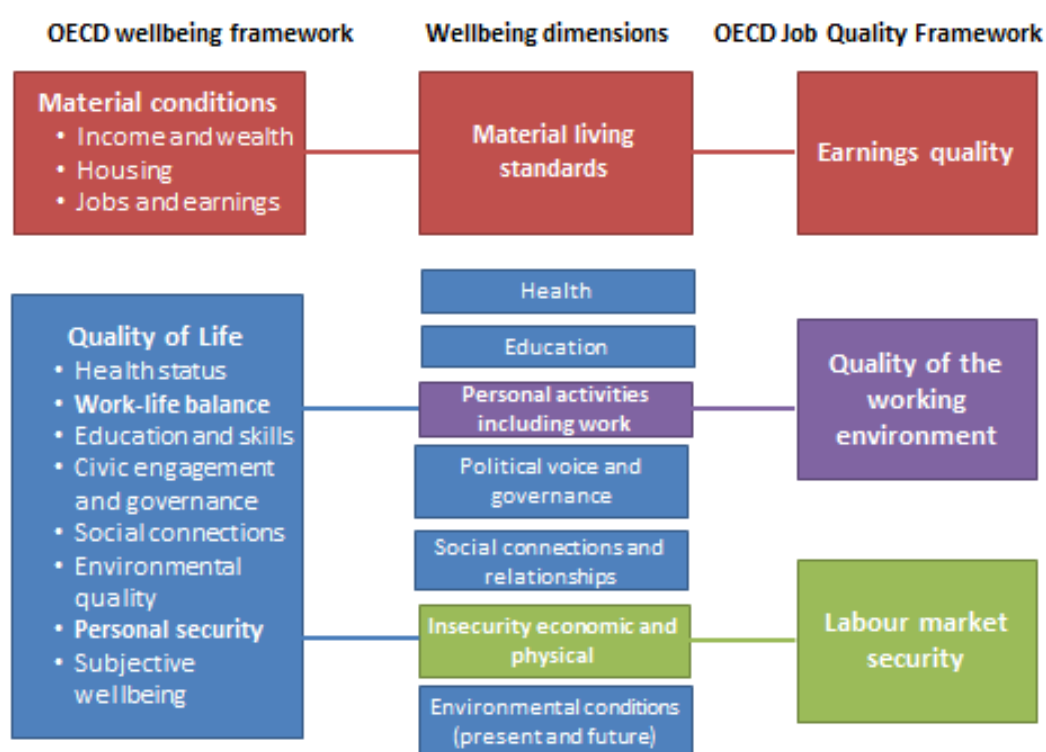 OECD wellbeing framework
Wellbeing dimensions
OECD Job Quality Framework
Material conditions
• Income and wealth
• Housing
• Jobs and earnings
Material living
standards
Earnings quality
Quality of Life
• Health status
• Work-life balance
• Education and skills
• Civic engagement
and governance
• Social connections
• Environmental
quality
• Personal security
• Subjective
wellbeing
Health
Education
Personal activities
including work
Political voice and
governance
Social connections and
relationships
Insecurity economic and
physical
Environmental conditions
(present and future)
Quality of the
working
environment
Labour market
security